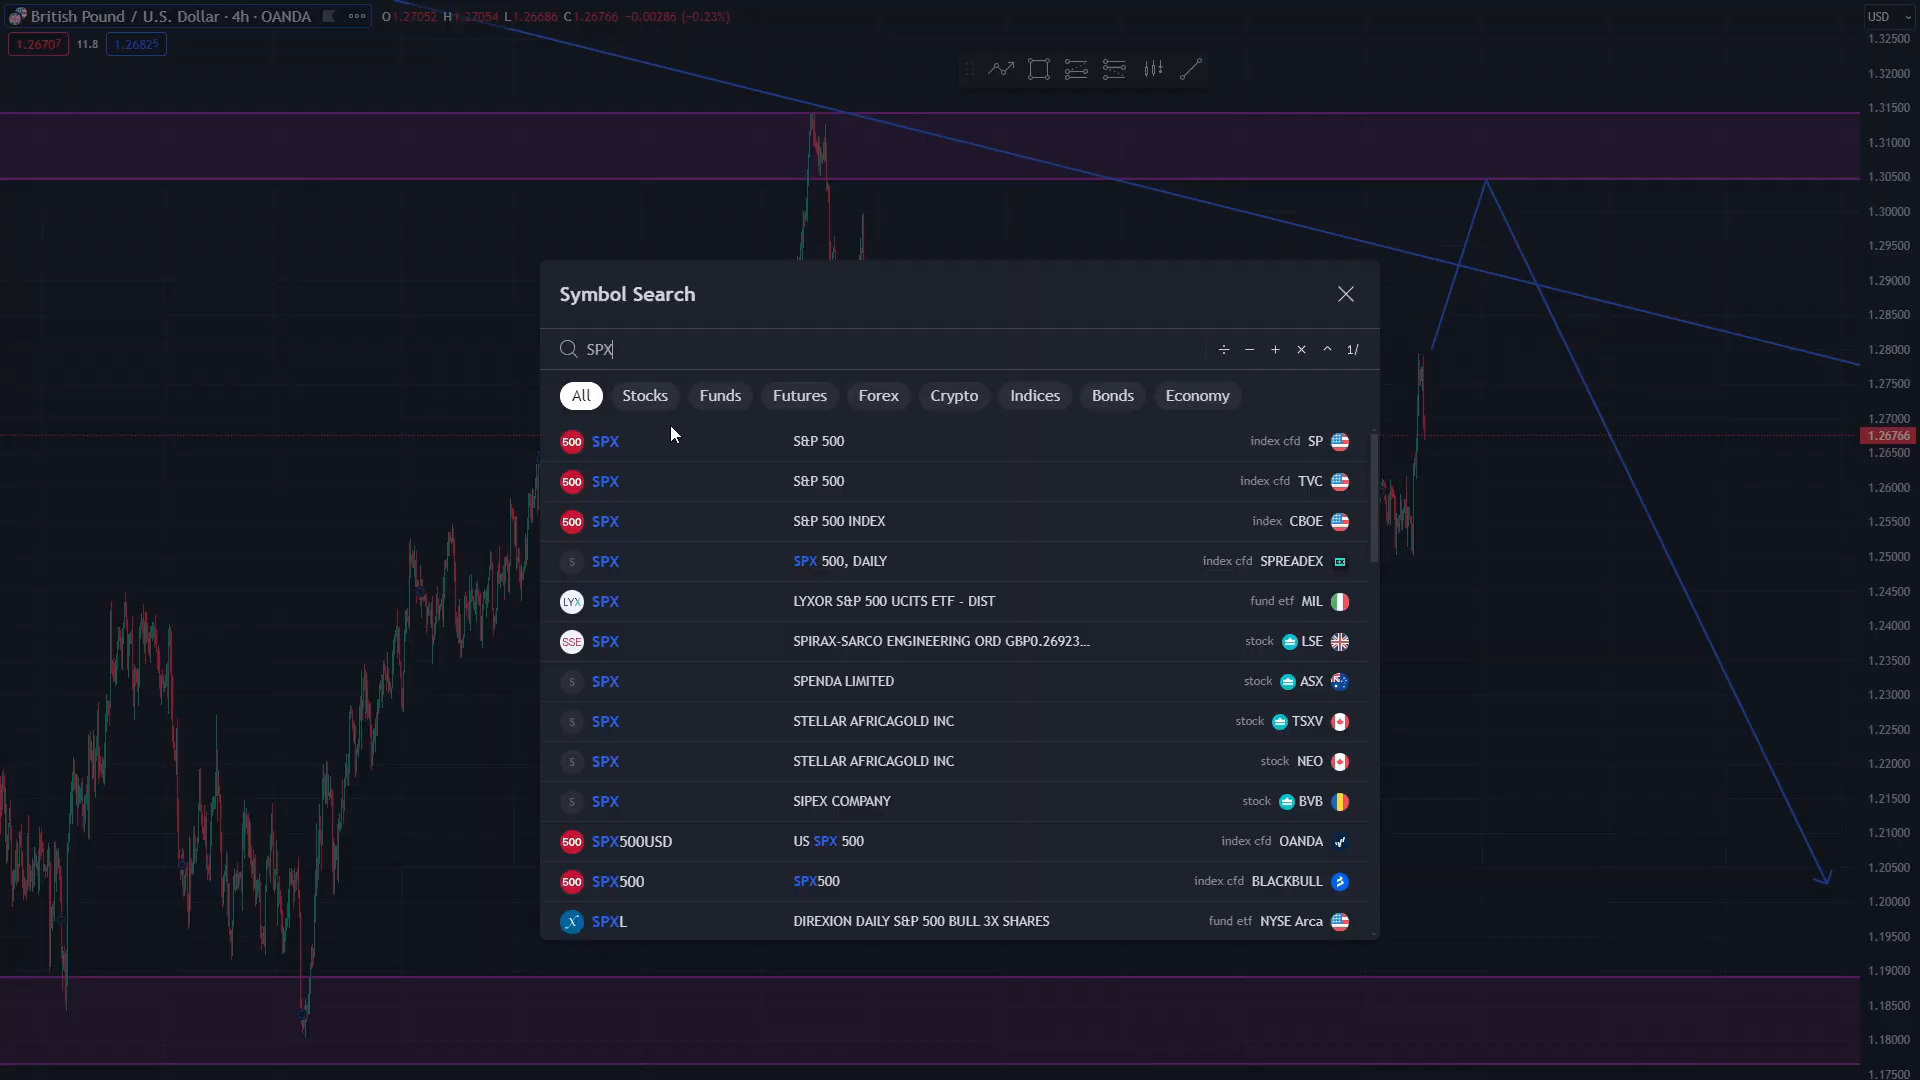 British Pound / U.S. Dollar · 4h · OANDA O1.27052 H1.27054 L1.26686 C1.26766 −0.00286 (−0.23%) USD
1.26707 11.8 1.26825
1.32500
1.32000
1.31500
1.31000
1.30500
1.30000
1.29500
1.29000
1.28500
1.28000
1.27500
1.27000
1.26766
1.26500
1.26000
1.25500
1.25000
1.24500
1.24000
1.23500
1.23000
1.22500
1.22000
1.21500
1.21000
1.20500
1.20000
1.19500
1.19000
1.18500
1.18000
1.17500
Symbol Search
SPX ÷ − + × ^ 1/
All Stocks Funds Futures Forex Crypto Indices Bonds Economy
500 SPX S&P 500 index cfd SP
500 SPX S&P 500 index cfd TVC
500 SPX S&P 500 INDEX index CBOE
S SPX SPX 500, DAILY index cfd SPREADEX EX
LYX SPX LYXOR S&P 500 UCITS ETF - DIST fund etf MIL
SSE SPX SPIRAX-SARCO ENGINEERING ORD GBP0.26923... stock LSE
S SPX SPENDA LIMITED stock ASX
S SPX STELLAR AFRICAGOLD INC stock TSXV
S SPX STELLAR AFRICAGOLD INC stock NEO
S SPX SIPEX COMPANY stock BVB
500 SPX500USD US SPX 500 index cfd OANDA
500 SPX500 SPX500 index cfd BLACKBULL
X SPXL DIREXION DAILY S&P 500 BULL 3X SHARES fund etf NYSE Arca